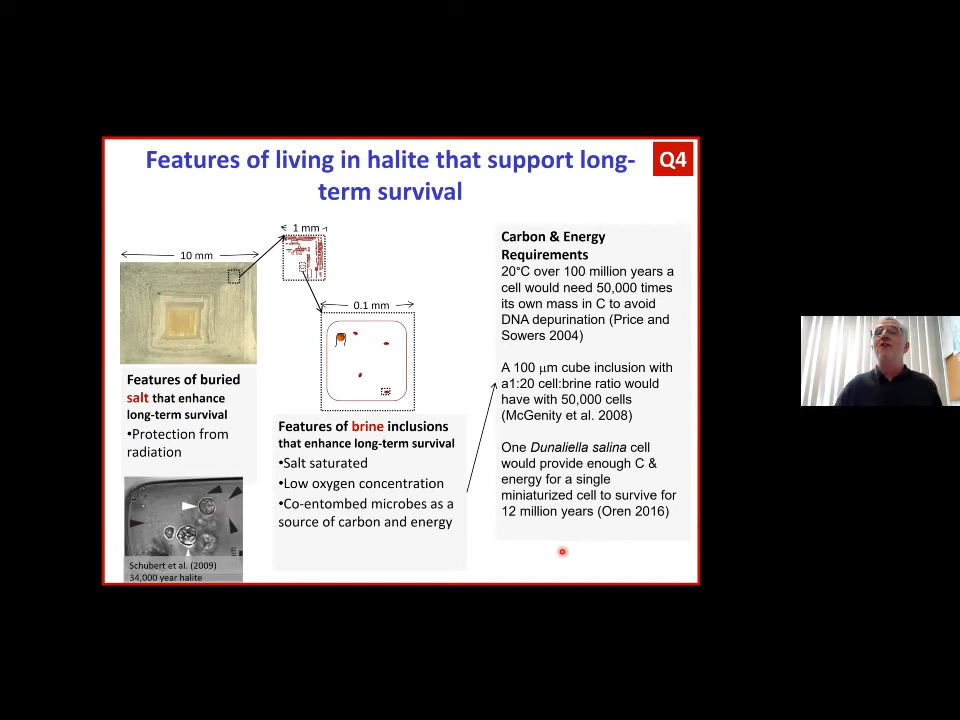 Features of living in halite that support long-
term survival
Q4
10 mm
1 mm
0.1 mm
Features of buried
salt that enhance
long-term survival
•Protection from
radiation
Schubert et al. (2009)
34,000 year halite
Features of brine inclusions
that enhance long-term survival
•Salt saturated
•Low oxygen concentration
•Co-entombed microbes as a
source of carbon and energy
Carbon & Energy
Requirements
20°C over 100 million years a
cell would need 50,000 times
its own mass in C to avoid
DNA depurination (Price and
Sowers 2004)
A 100 μm cube inclusion with
a1:20 cell:brine ratio would
have with 50,000 cells
(McGenity et al. 2008)
One Dunaliella salina cell
would provide enough C &
energy for a single
miniaturized cell to survive for
12 million years (Oren 2016)